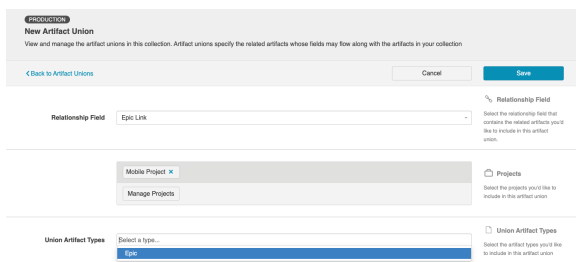 PRODUCTION
New Artifact Union
View and manage the artifact unions in this collection. Artifact unions specify the related artifacts whose fields may flow along with the artifacts in your collection
Back to Artifact Unions
Cancel
Save
Relationship Field
Epic Link
Relationship Field
Select the relationship field that
contains the related artifacts you'd
like to include in this artifact
union.
Mobile Project ×
Manage Projects
Projects
Select the projects you'd like to
include in this artifact union
Union Artifact Types
Select a type...
Epic
Union Artifact Types
Select the artifact types you'd like
to include in this artifact union